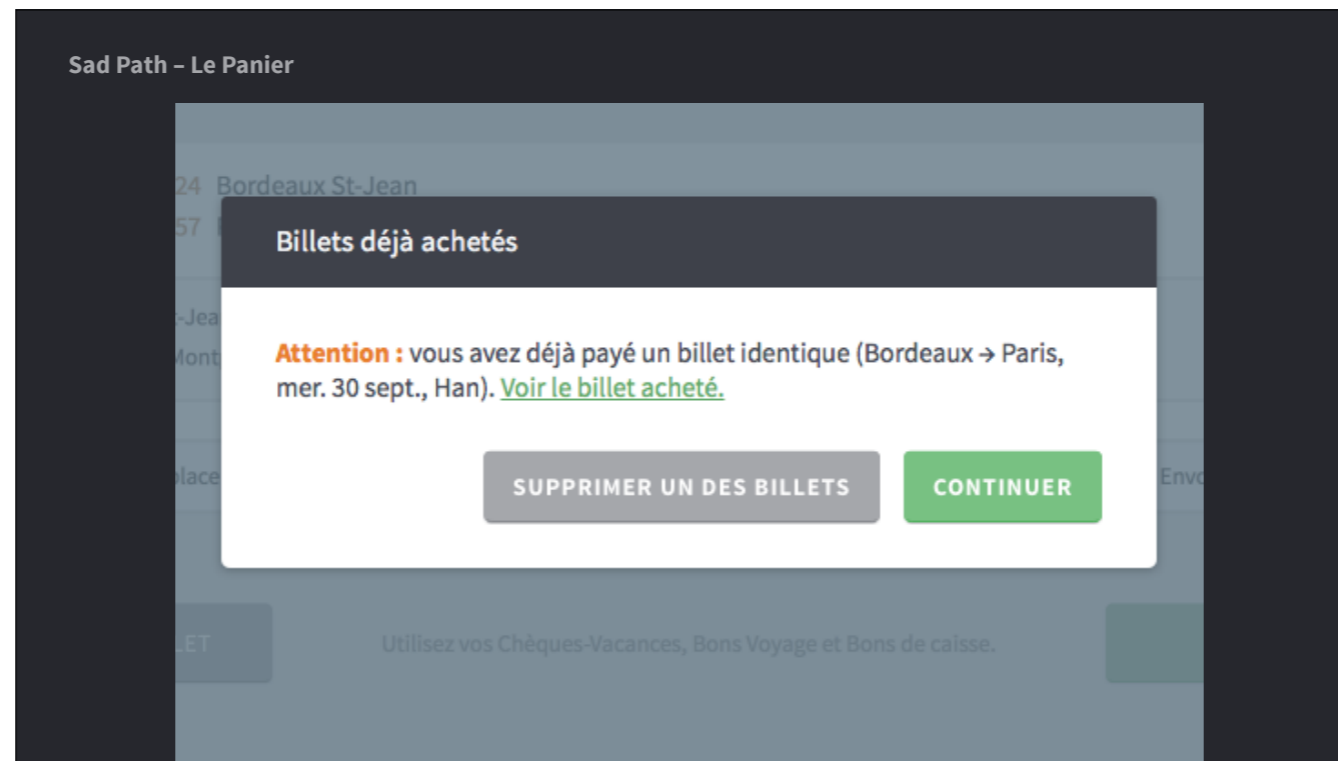 Sad Path – Le Panier
24 Bordeaux St-Jean
57
Billets déjà achetés
Attention : vous avez déjà payé un billet identique (Bordeaux → Paris,
mer. 30 sept., Han). Voir le billet acheté.
SUPPRIMER UN DES BILLETS
CONTINUER
Utilisez vos Chèques-Vacances, Bons Voyage et Bons de caisse.